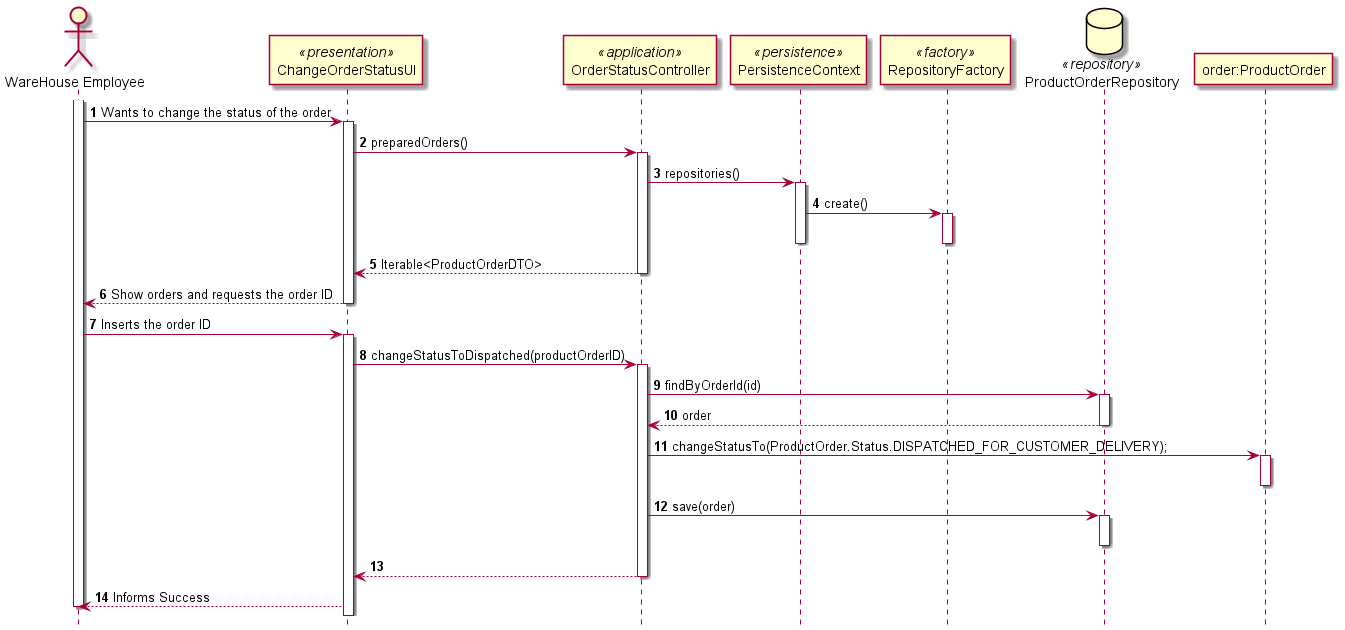 WareHouse Employee
«presentation»
ChangeOrderStatusUI
«application»
OrderStatusController
«persistence»
PersistenceContext
«factory»
RepositoryFactory
«repository»
ProductOrderRepository
order:ProductOrder
1 Wants to change the status of the order
2 preparedOrders()
3 repositories()
4 create()
5 Iterable<ProductOrderDTO>
6 Show orders and requests the order ID
7 Inserts the order ID
8 changeStatusToDispatched(productOrderID)
9 findByOrderId(id)
10 order
11 changeStatusTo(ProductOrder.Status.DISPATCHED_FOR_CUSTOMER_DELIVERY);
12 save(order)
13
14 Informs Success